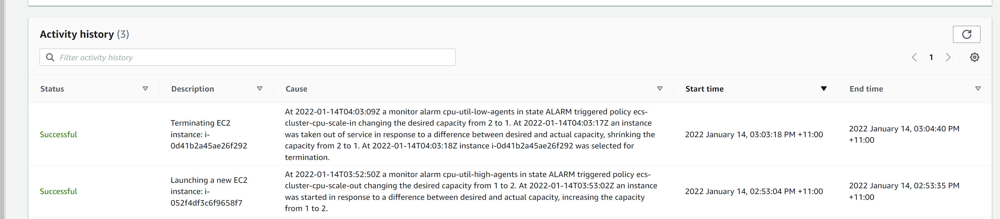 Activity history (3)
Filter activity history
1
Status Description Cause Start time End time
Successful
Terminating EC2
instance: i-
0d41b2a45ae26f292
At 2022-01-14T04:03:09Z a monitor alarm cpu-util-low-agents in state ALARM triggered policy ecs-
cluster-cpu-scale-in changing the desired capacity from 2 to 1. At 2022-01-14T04:03:17Z an instance
was taken out of service in response to a difference between desired and actual capacity, shrinking the
capacity from 2 to 1. At 2022-01-14T04:03:18Z instance i-0d41b2a45ae26f292 was selected for
termination.
2022 January 14, 03:03:18 PM +11:00
2022 January 14, 03:04:40 PM
+11:00
Successful
Launching a new EC2
instance: i-
052f4df3c6f9658f7
At 2022-01-14T03:52:50Z a monitor alarm cpu-util-high-agents in state ALARM triggered policy ecs-
cluster-cpu-scale-out changing the desired capacity from 1 to 2. At 2022-01-14T03:53:02Z an instance
was started in response to a difference between desired and actual capacity, increasing the capacity
from 1 to 2.
2022 January 14, 02:53:04 PM +11:00
2022 January 14, 02:53:35 PM
+11:00